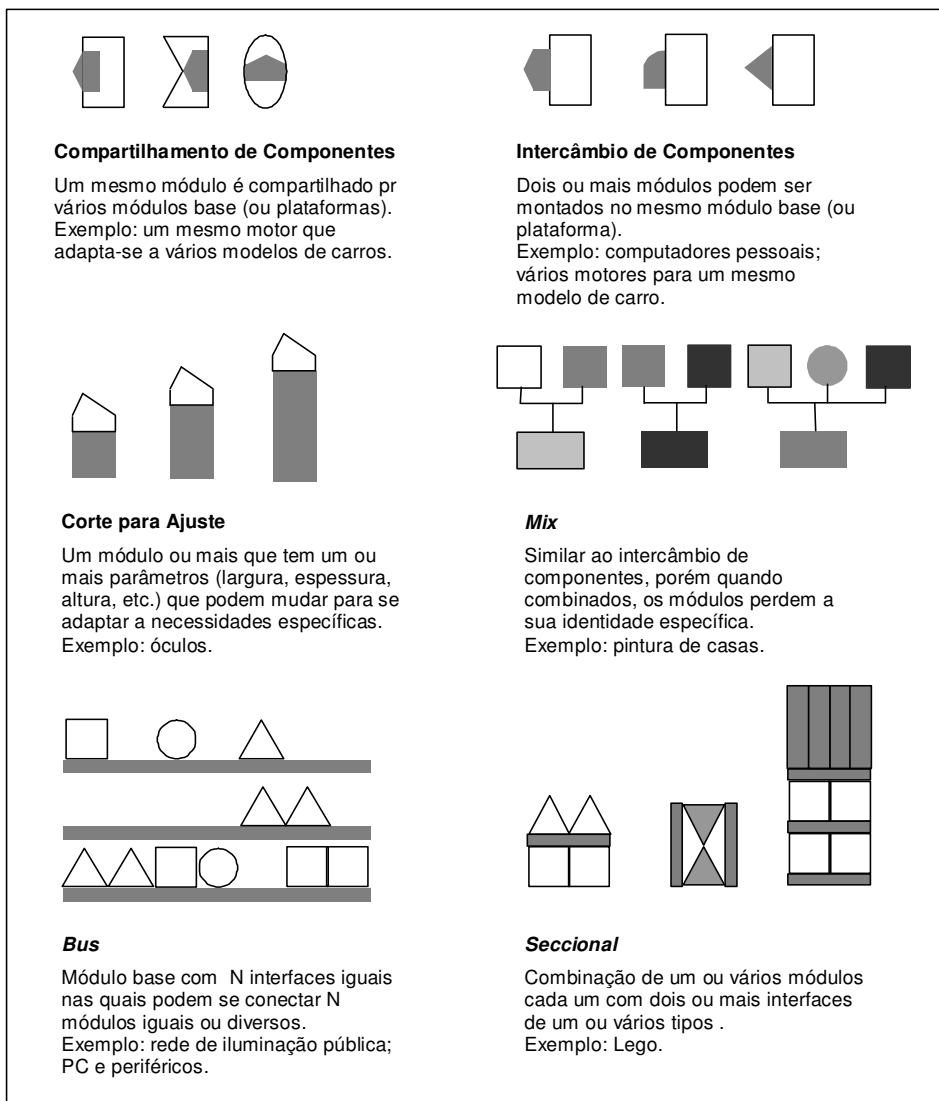 Compartilhamento de Componentes
Um mesmo módulo é compartilhado pr
vários módulos base (ou plataformas).
Exemplo: um mesmo motor que
adapta-se a vários modelos de carros.
Intercâmbio de Componentes
Dois ou mais módulos podem ser
montados no mesmo módulo base (ou
plataforma).
Exemplo: computadores pessoais;
vários motores para um mesmo
modelo de carro.
Corte para Ajuste
Um módulo ou mais que tem um ou
mais parâmetros (largura, espessura,
altura, etc.) que podem mudar para se
adaptar a necessidades específicas.
Exemplo: óculos.
Mix
Similar ao intercâmbio de
componentes, porém quando
combinados, os módulos perdem a
sua identidade específica.
Exemplo: pintura de casas.
Bus
Módulo base com N interfaces iguais
nas quais podem se conectar N
módulos iguais ou diversos.
Exemplo: rede de iluminação pública;
PC e periféricos.
Seccional
Combinação de um ou vários módulos
cada um com dois ou mais interfaces
de um ou vários tipos .
Exemplo: Lego.